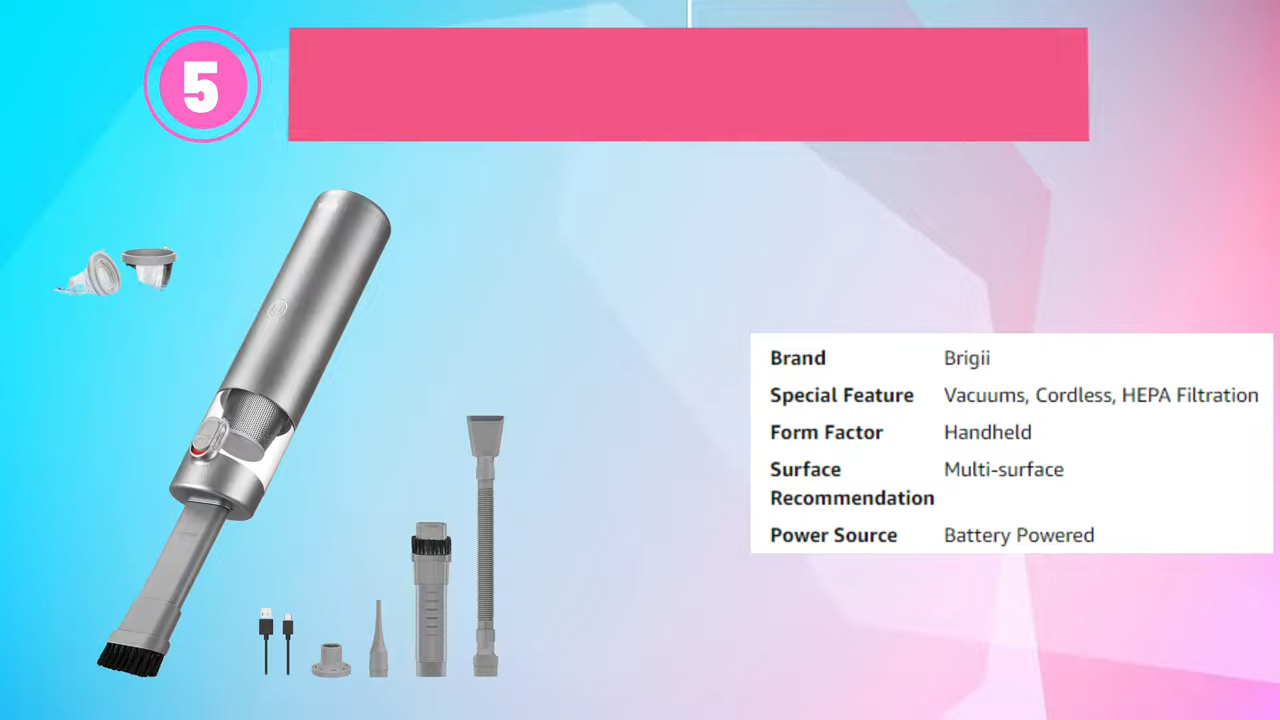 5
Brand Brigii
Special Feature Vacuums, Cordless, HEPA Filtration
Form Factor Handheld
Surface Multi-surface
Recommendation
Power Source Battery Powered